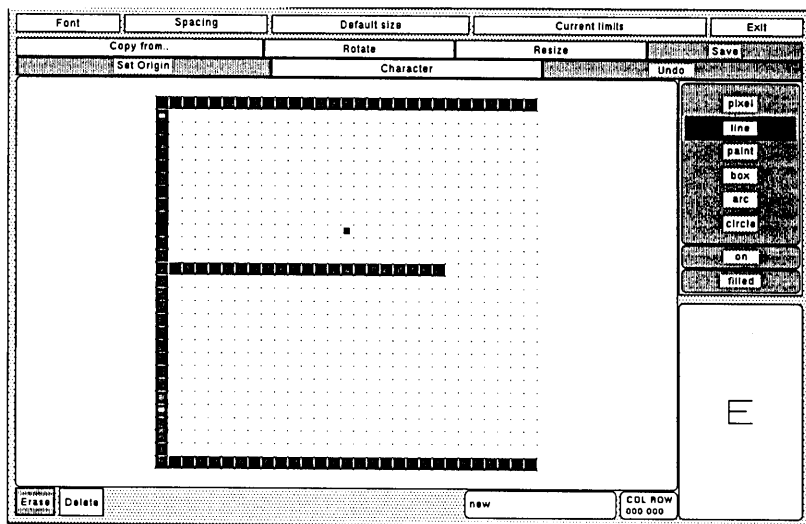 Font Spacing Default size Current limits Exit
Copy from.. Rotate Resize Save
Set Origin Character Undo
pixel
line
paint
box
arc
circle
on
filled
E
Erase Delete new COL ROW
000 000